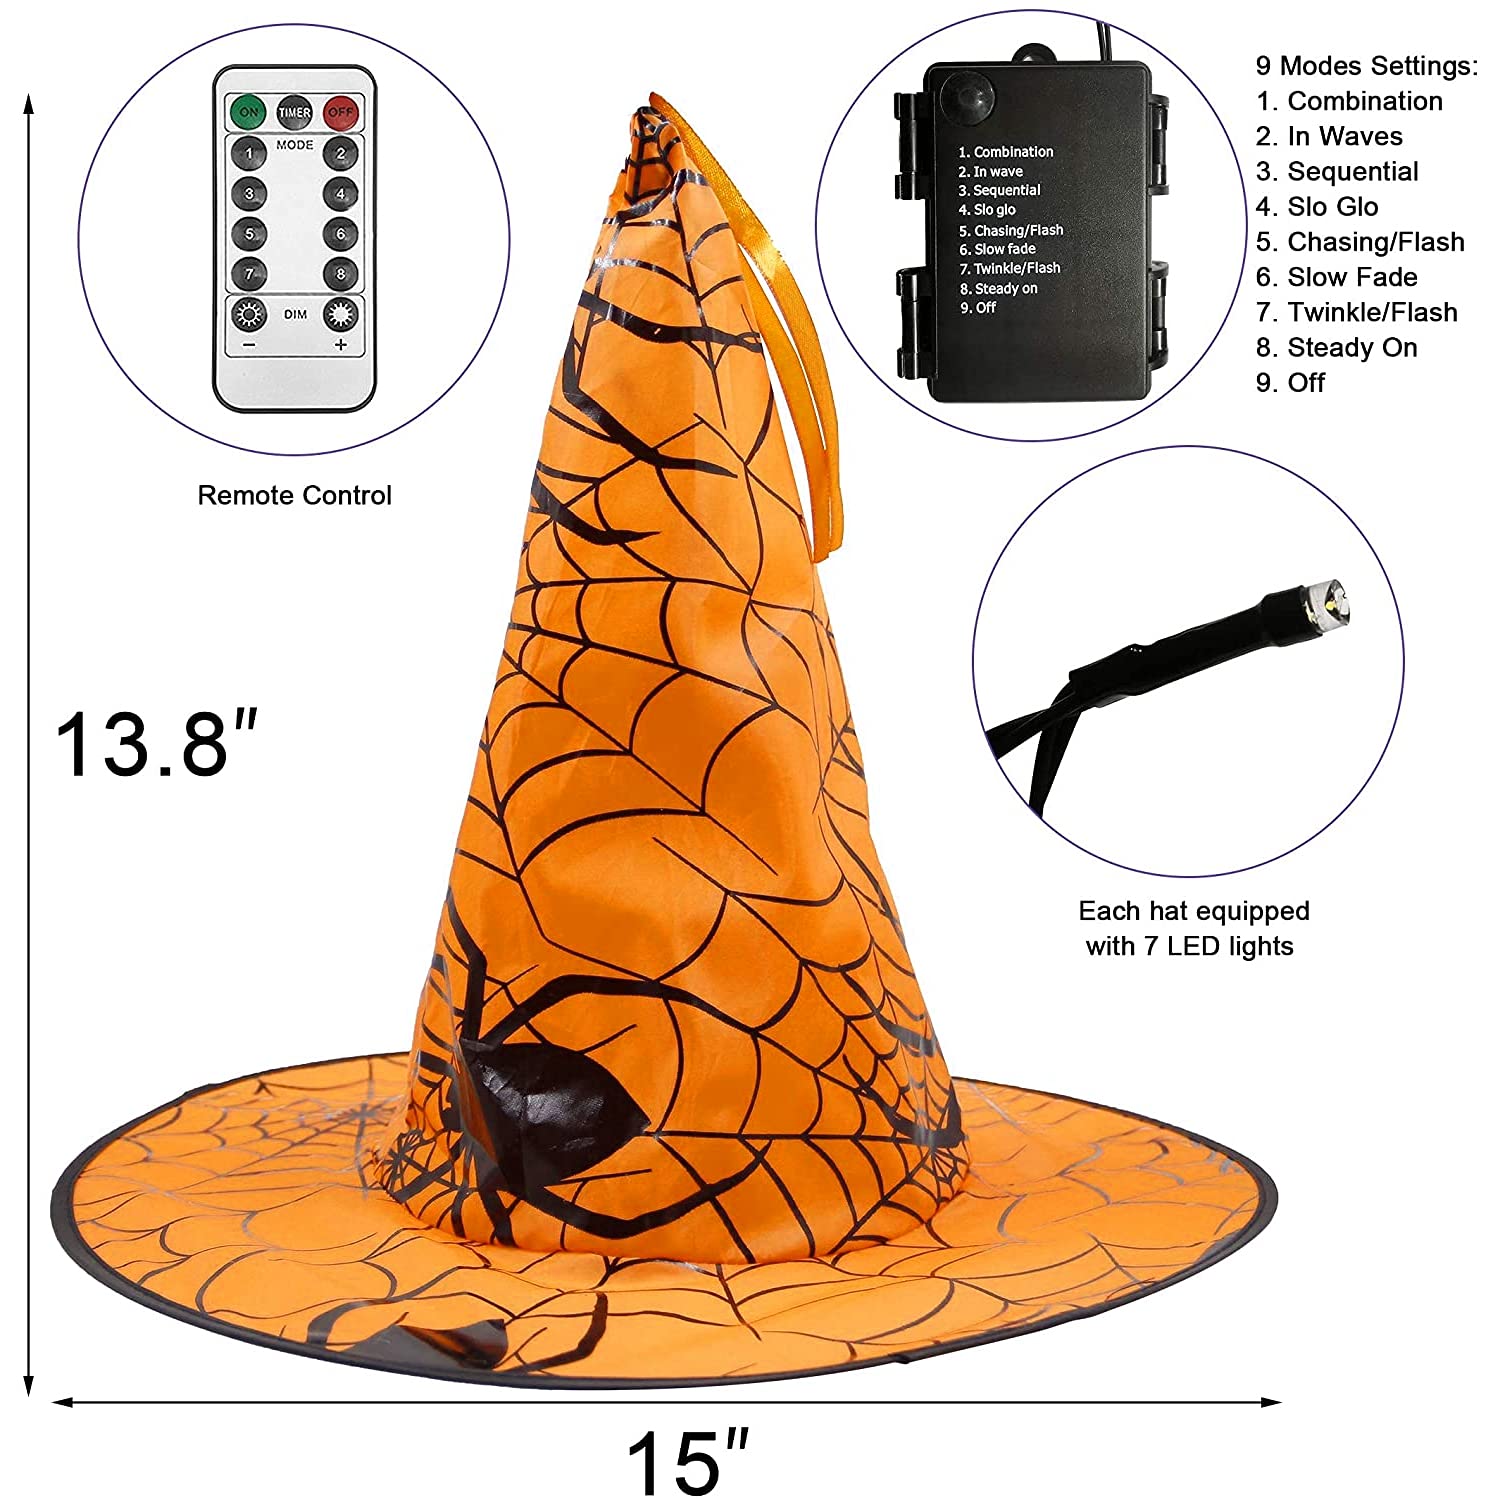 ON TIMER OFF
MODE
1 2
3 4
5 6
7 8
DIM
− +
Remote Control
1. Combination
2. In wave
3. Sequential
4. Slo glo
5. Chasing/Flash
6. Slow fade
7. Twinkle/Flash
8. Steady on
9. Off
9 Modes Settings:
1. Combination
2. In Waves
3. Sequential
4. Slo Glo
5. Chasing/Flash
6. Slow Fade
7. Twinkle/Flash
8. Steady On
9. Off
13.8"
Each hat equipped
with 7 LED lights
15"